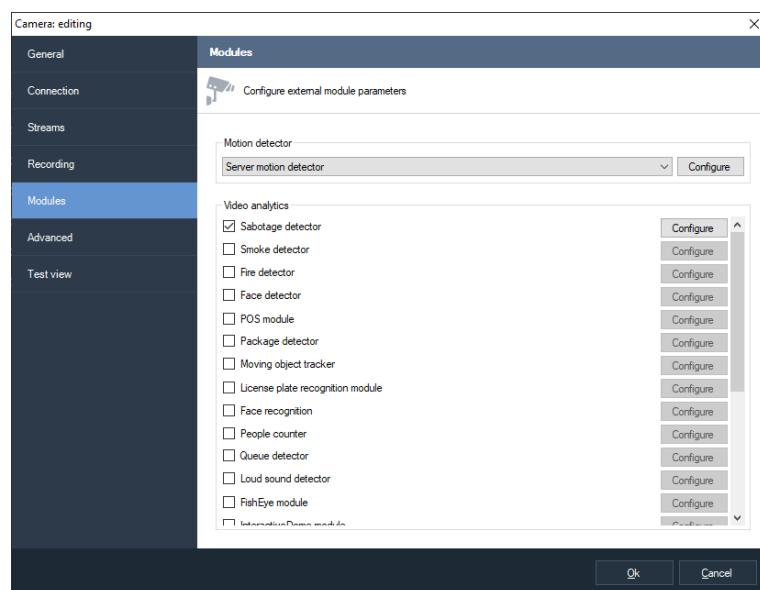 Camera: editing
General
Connection
Streams
Recording
Modules
Advanced
Test view
Modules
Configure external module parameters
Motion detector
Server motion detector Configure
Video analytics
Sabotage detector Configure
Smoke detector Configure
Fire detector Configure
Face detector Configure
POS module Configure
Package detector Configure
Moving object tracker Configure
License plate recognition module Configure
Face recognition Configure
People counter Configure
Queue detector Configure
Loud sound detector Configure
FishEye module Configure
InteractiveDome module Configure
Ok Cancel